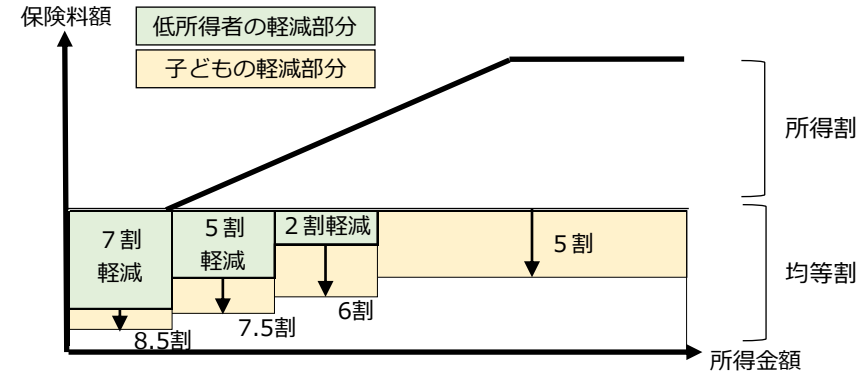 保険料額
低所得者の軽減部分
子どもの軽減部分
所得割
7割
軽減
5割
軽減
2割軽減
5割
均等割
8.5割
7.5割
6割
所得金額